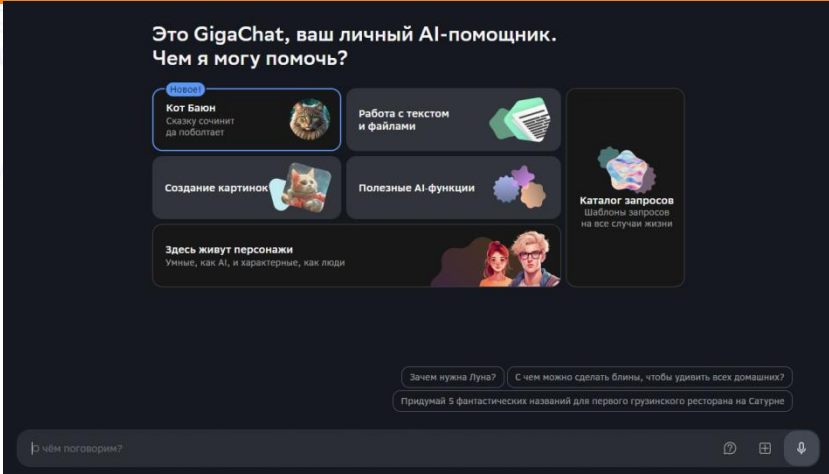 Это GigaChat, ваш личный AI-помощник.
Чем я могу помочь?
Новое!
Кот Баюн
Сказку сочинит
да поболтает
Работа с текстом
и файлами
Создание картинок
Полезные AI-функции
Каталог запросов
Шаблоны запросов
на все случаи жизни
Здесь живут персонажи
Умные, как AI, и характерные, как люди
Зачем нужна Луна?
С чем можно сделать блины, чтобы удивить всех домашних?
Придумай 5 фантастических названий для первого грузинского ресторана на Сатурне
О чём поговорим?